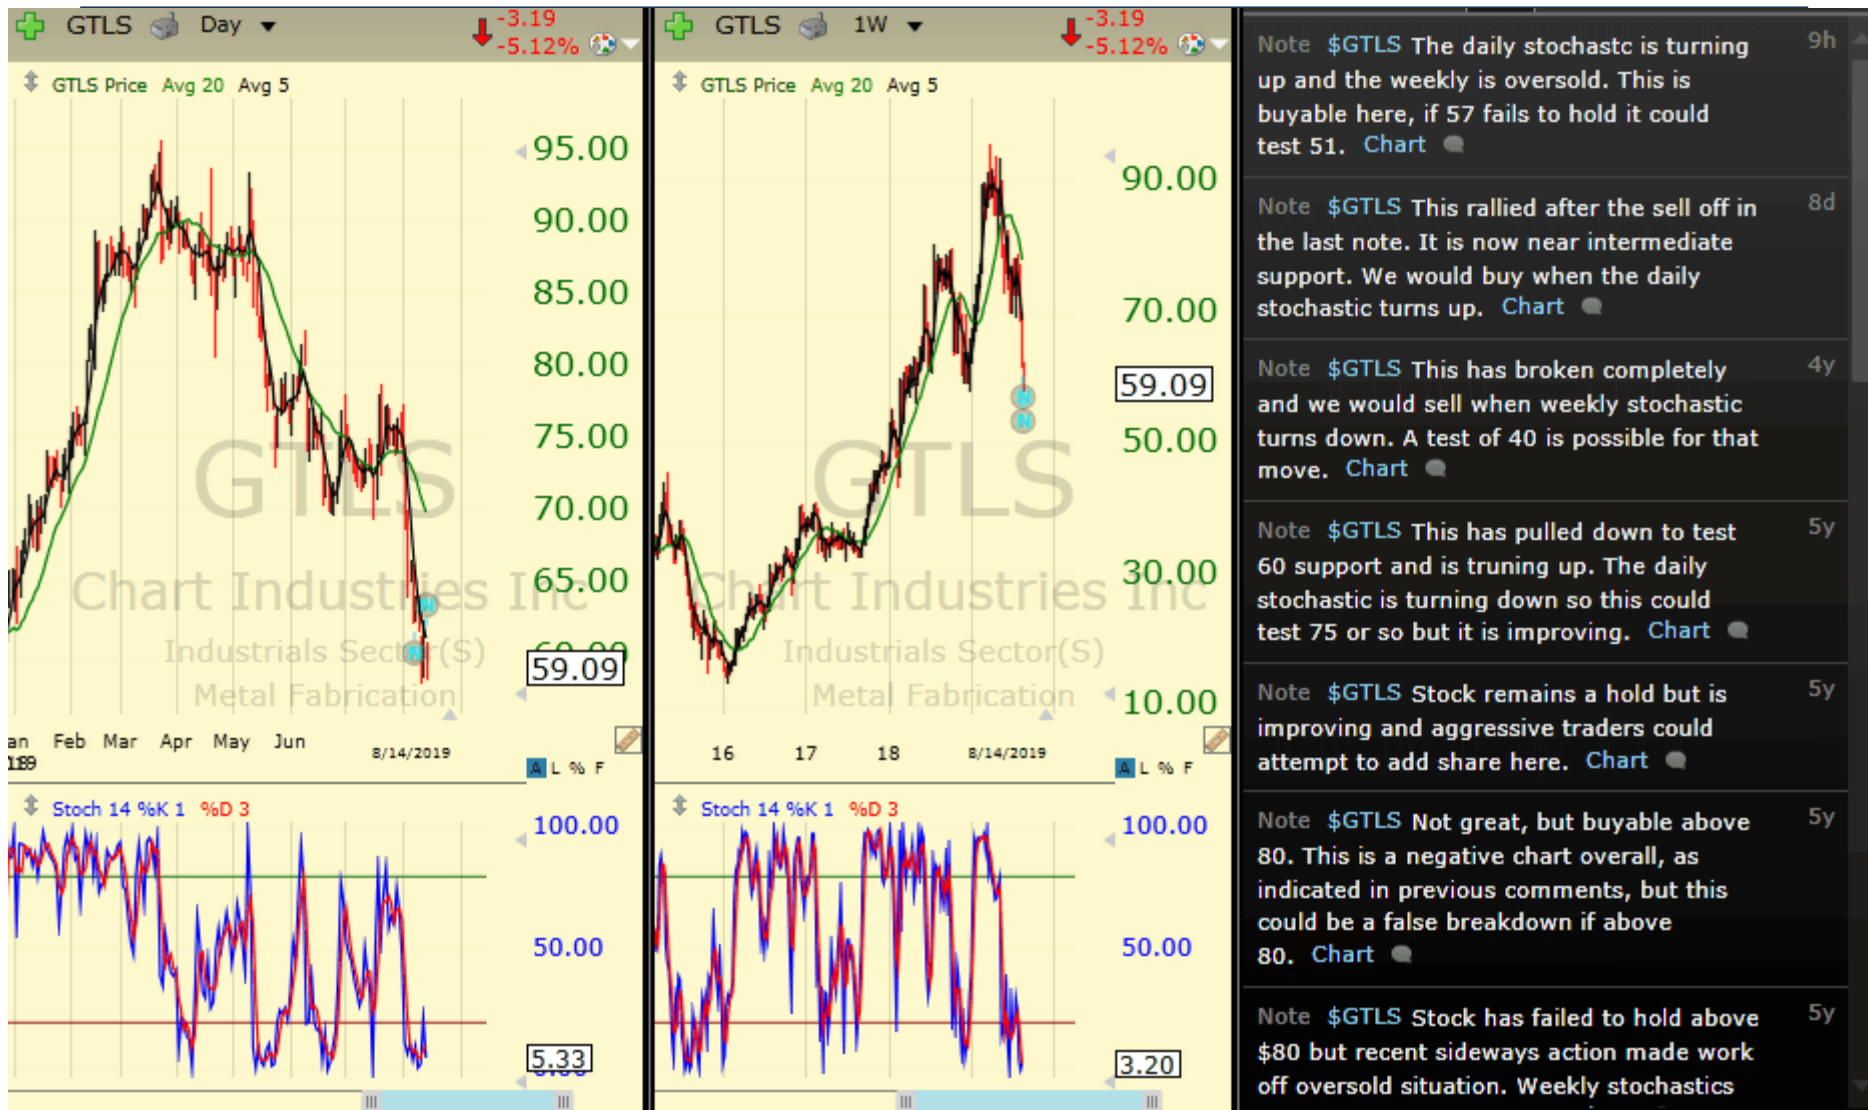 GTLS Day
-3.19
-5.12%
GTLS Price Avg 20 Avg 5
95.00
90.00
85.00
80.00
75.00
70.00
65.00
60.00
59.09
GTLS
Chart Industries Inc
Industrials Sector(S)
Metal Fabrication
N
N
an Feb Mar Apr May Jun
8/14/2019
A L % F
Stoch 14 %K 1 %D 3
100.00
50.00
0.00
5.33
GTLS 1W
-3.19
-5.12%
GTLS Price Avg 20 Avg 5
90.00
70.00
59.09
50.00
30.00
10.00
GTLS
Chart Industries Inc
Industrials Sector(S)
Metal Fabrication
N
N
16 17 18 8/14/2019
A L % F
Stoch 14 %K 1 %D 3
100.00
50.00
3.20
Note $GTLS The daily stochastc is turning 9h
up and the weekly is oversold. This is
buyable here, if 57 fails to hold it could
test 51. Chart
Note $GTLS This rallied after the sell off in 8d
the last note. It is now near intermediate
support. We would buy when the daily
stochastic turns up. Chart
Note $GTLS This has broken completely 4y
and we would sell when weekly stochastic
turns down. A test of 40 is possible for that
move. Chart
Note $GTLS This has pulled down to test 5y
60 support and is truning up. The daily
stochastic is turning down so this could
test 75 or so but it is improving. Chart
Note $GTLS Stock remains a hold but is 5y
improving and aggressive traders could
attempt to add share here. Chart
Note $GTLS Not great, but buyable above 5y
80. This is a negative chart overall, as
indicated in previous comments, but this
could be a false breakdown if above
80. Chart
Note $GTLS Stock has failed to hold above 5y
$80 but recent sideways action made work
off oversold situation. Weekly stochastics